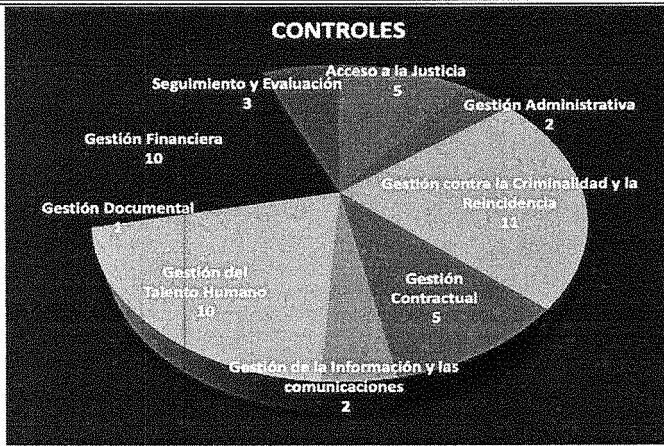 CONTROLES
Acceso a la Justicia
5
Seguimiento y Evaluación
3
Gestión Administrativa
2
Gestión Financiera
10
Gestión contra la Criminalidad y la
Reincidencia
11
Gestión Documental
1
Gestión del
Talento Humano
10
Gestión
Contractual
5
Gestión de la Información y las
comunicaciones
2